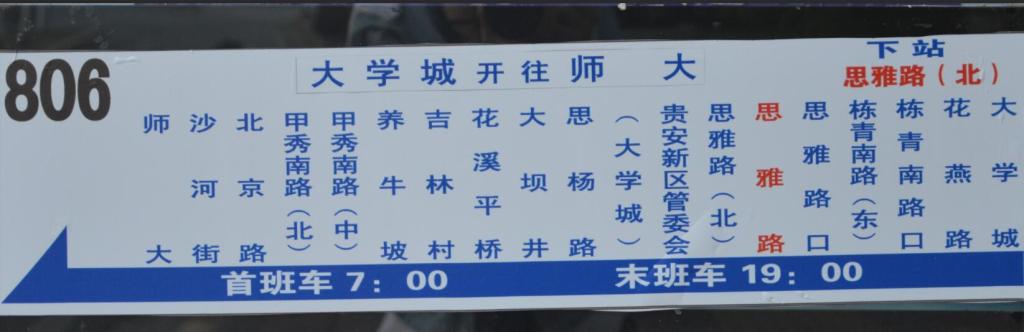 806
大学城开往师大
下站
思雅路（北）
师大
沙河街
北京路
甲秀南路（北）
甲秀南路（中）
养牛坡
吉林村
花溪平桥
大坝井
思杨路
（大学城）
贵安新区管委会
思雅路（北）
思雅路
思雅路口
栋青南路（东）
栋青南路口
花燕路
大学城
首班车 7：00
末班车 19：00